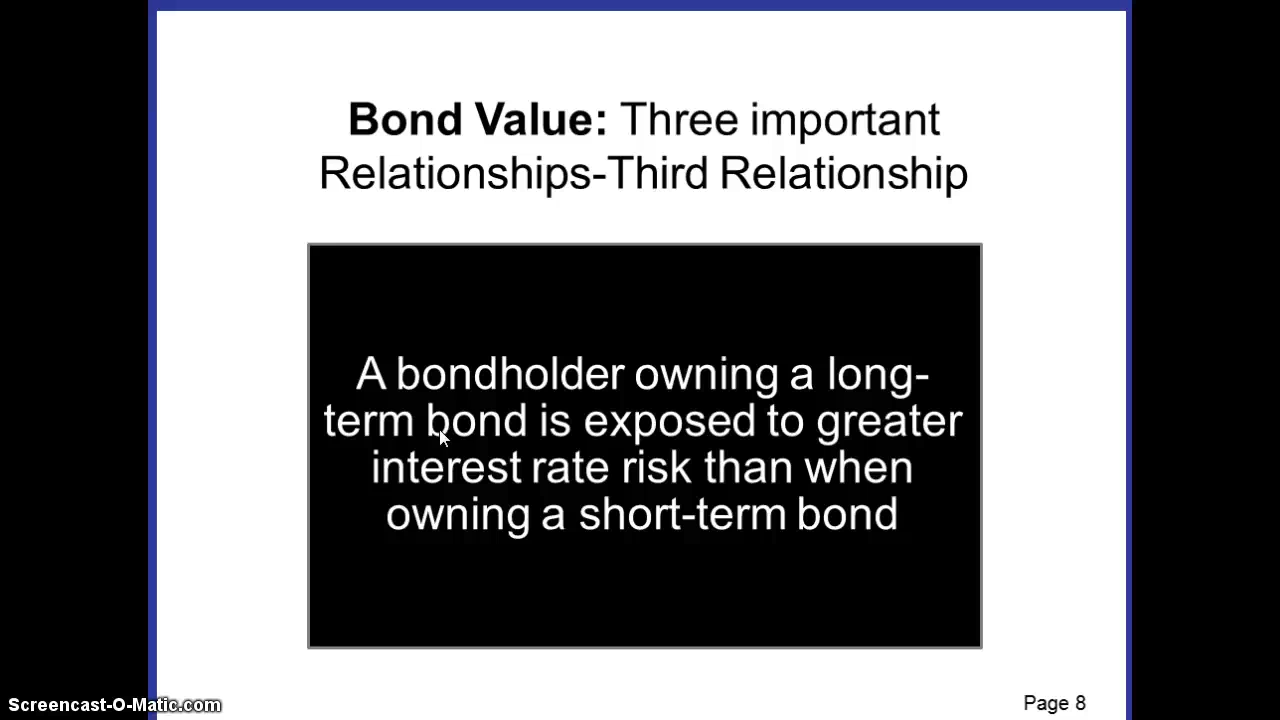 Bond Value: Three important
Relationships-Third Relationship
A bondholder owning a long-
term bond is exposed to greater
interest rate risk than when
owning a short-term bond
Screencast-O-Matic.com
Page 8